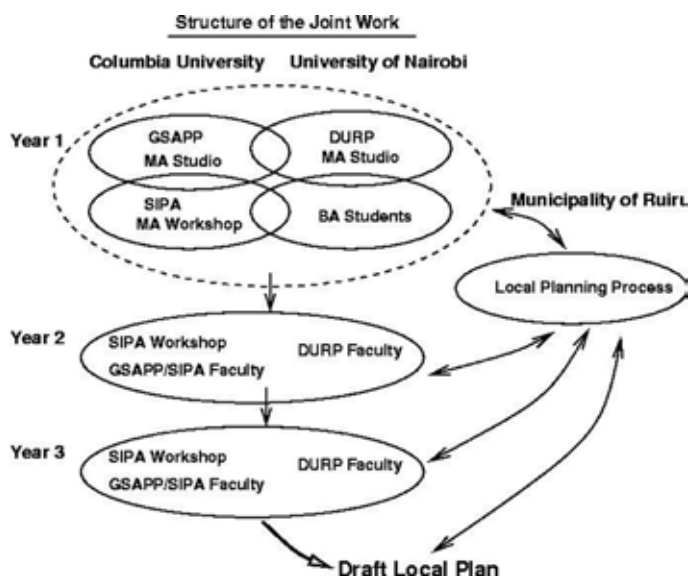 Structure of the Joint Work
Columbia University University of Nairobi
Year 1
GSAPP
MA Studio
DURP
MA Studio
SIPA
MA Workshop
BA Students
Municipality of Ruiru
Local Planning Process
Year 2
SIPA Workshop
GSAPP/SIPA Faculty
DURP Faculty
Year 3
SIPA Workshop
GSAPP/SIPA Faculty
DURP Faculty
Draft Local Plan